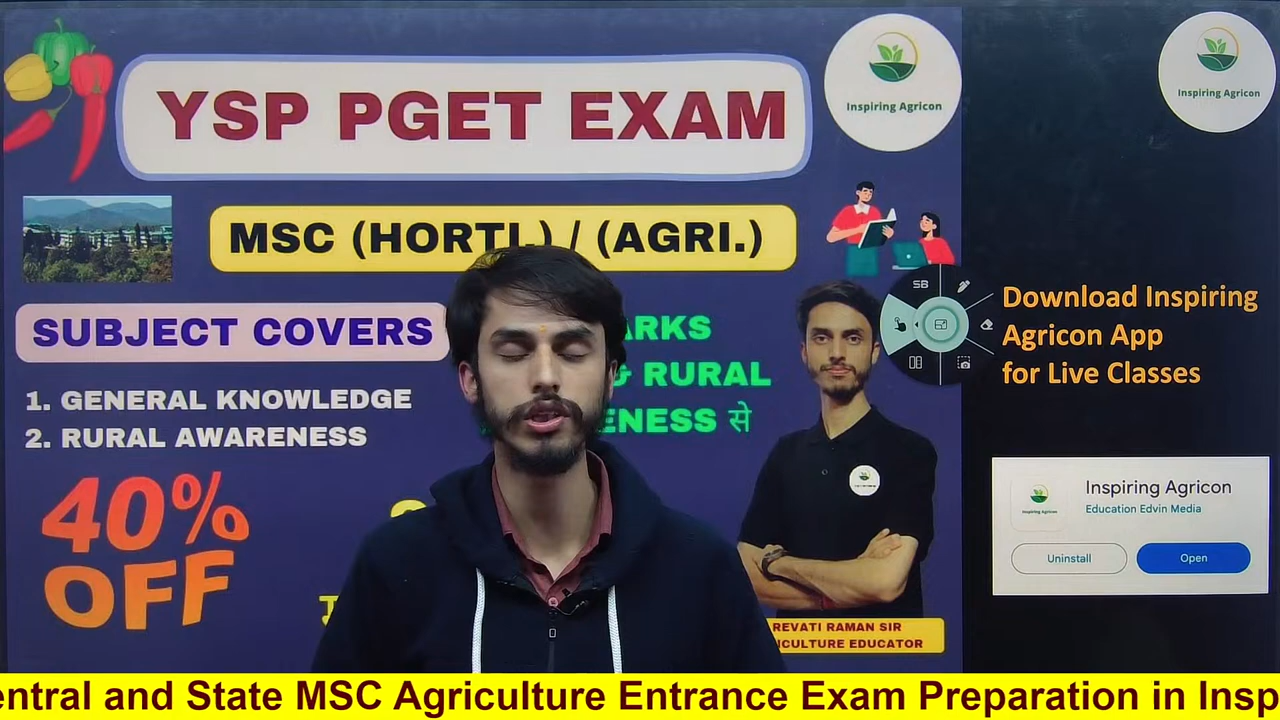 YSP PGET EXAM
Inspiring Agricon
Inspiring Agricon
MSC (HORTI.) / (AGRI.)
SB
SUBJECT COVERS
1. GENERAL KNOWLEDGE
2. RURAL AWARENESS
ARKS
& RURAL
ENESS से
40%
OFF
Download Inspiring
Agricon App
for Live Classes
Inspiring Agricon
Education Edvin Media
Inspiring Agricon
Uninstall
Open
REVATI RAMAN SIR
ICULTURE EDUCATOR
entral and State MSC Agriculture Entrance Exam Preparation in Insp